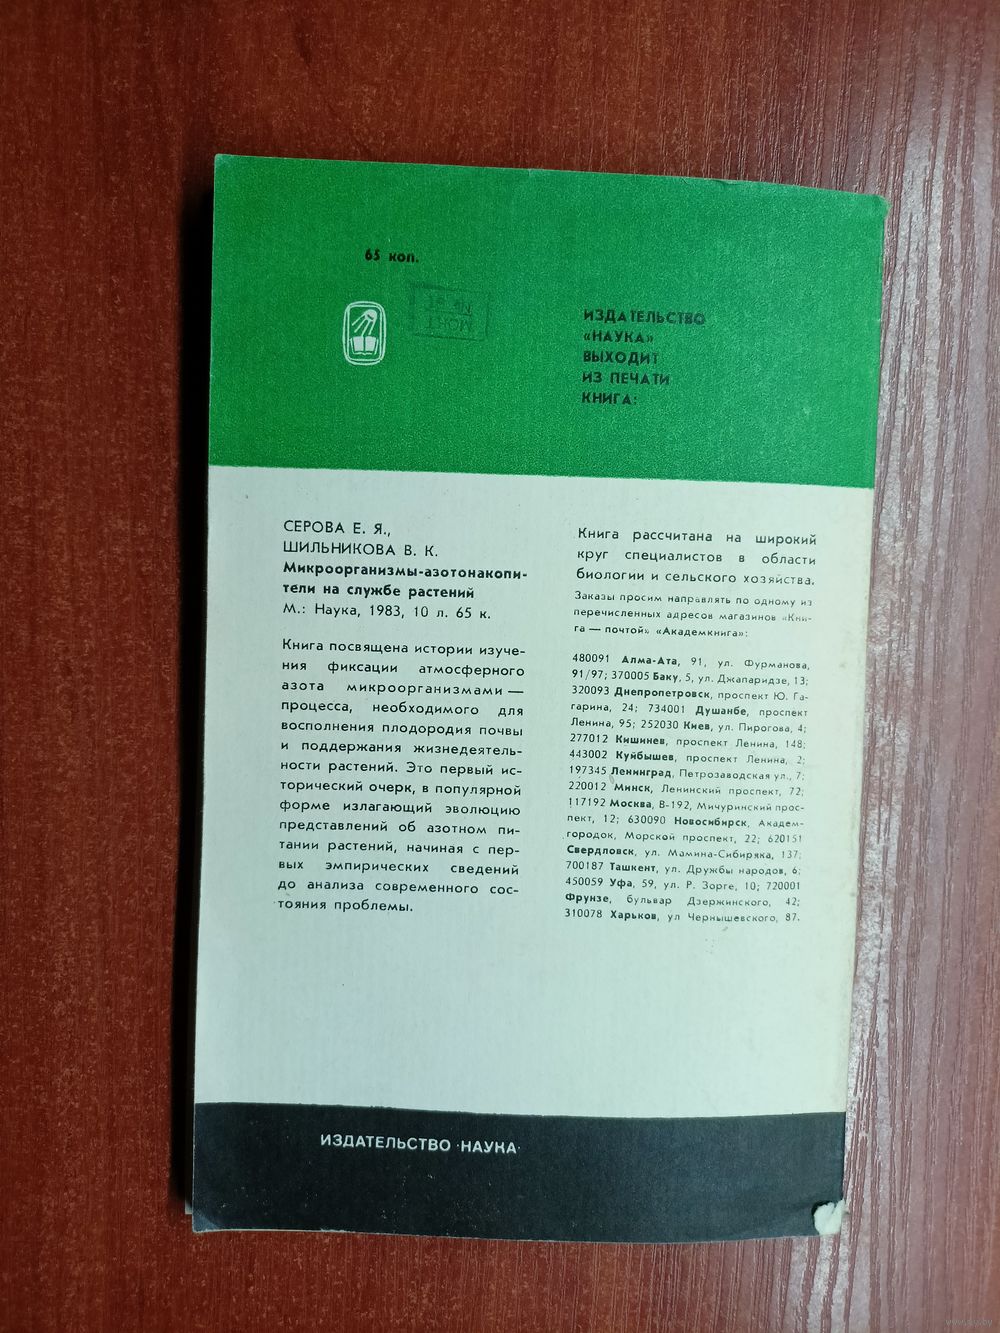 65 коп.
МОНТ
№ 91
ИЗДАТЕЛЬСТВО
«НАУКА»
ВЫХОДИТ
ИЗ ПЕЧАТИ
КНИГА:
СЕРОВА Е. Я.,
ШИЛЬНИКОВА В. К.
Микроорганизмы-азотонакопи-
тели на службе растений
М.: Наука, 1983, 10 л. 65 к.
Книга посвящена истории изуче-
ния фиксации атмосферного
азота микроорганизмами —
процесса, необходимого для
восполнения плодородия почвы
и поддержания жизнедеятель-
ности растений. Это первый ис-
торический очерк, в популярной
форме излагающий эволюцию
представлений об азотном пи-
тании растений, начиная с пер-
вых эмпирических сведений
до анализа современного сос-
тояния проблемы.
Книга рассчитана на широкий
круг специалистов в области
биологии и сельского хозяйства.
Заказы просим направлять по одному из
перечисленных адресов магазинов «Кни-
га — почтой» «Академкнига»:
480091 Алма-Ата, 91, ул. Фурманова,
91/97; 370005 Баку, 5, ул. Джапаридзе, 13;
320093 Днепропетровск, проспект Ю. Га-
гарина, 24; 734001 Душанбе, проспект
Ленина, 95; 252030 Киев, ул. Пирогова, 4;
277012 Кишинев, проспект Ленина, 148;
443002 Куйбышев, проспект Ленина, 2;
197345 Ленинград, Петрозаводская ул., 7;
220012 Минск, Ленинский проспект, 72;
117192 Москва, В-192, Мичуринский прос-
пект, 12; 630090 Новосибирск, Академ-
городок, Морской проспект, 22; 620151
Свердловск, ул. Мамина-Сибиряка, 137;
700187 Ташкент, ул. Дружбы народов, 6;
450059 Уфа, 59, ул. Р. Зорге, 10; 720001
Фрунзе, бульвар Дзержинского, 42;
310078 Харьков, ул Чернышевского, 87.
ИЗДАТЕЛЬСТВО ·НАУКА·
www.ay.by